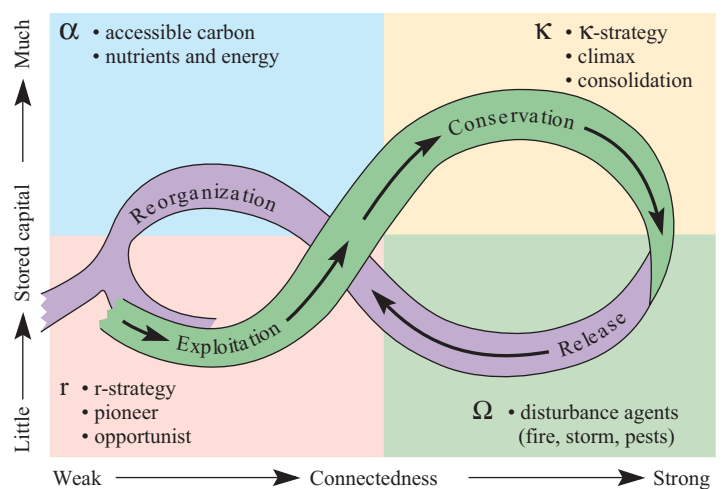 Much
Stored capital
Little
α • accessible carbon
• nutrients and energy
κ • κ-strategy
• climax
• consolidation
Reorganization
Conservation
Exploitation
Release
r • r-strategy
• pioneer
• opportunist
Ω • disturbance agents
(fire, storm, pests)
Weak Connectedness Strong